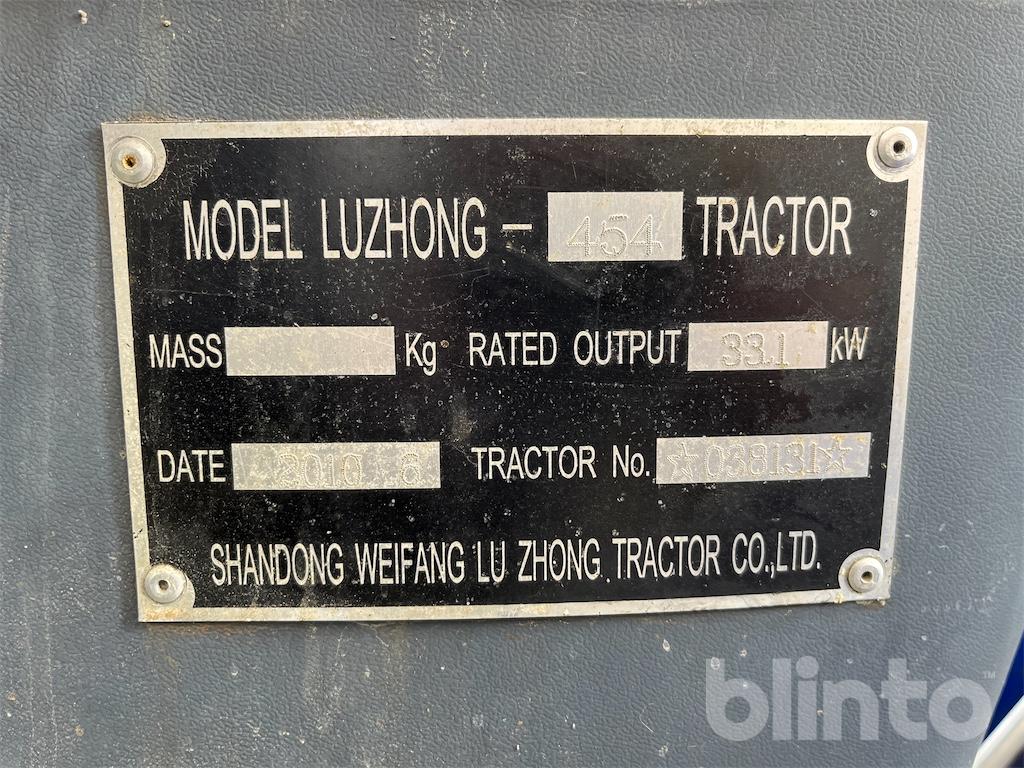 MODEL LUZHONG – 454 TRACTOR
MASS Kg RATED OUTPUT 33.1 kW
DATE 2010 .8 TRACTOR No. ☆038131☆
SHANDONG WEIFANG LU ZHONG TRACTOR CO.,LTD.
blinto™